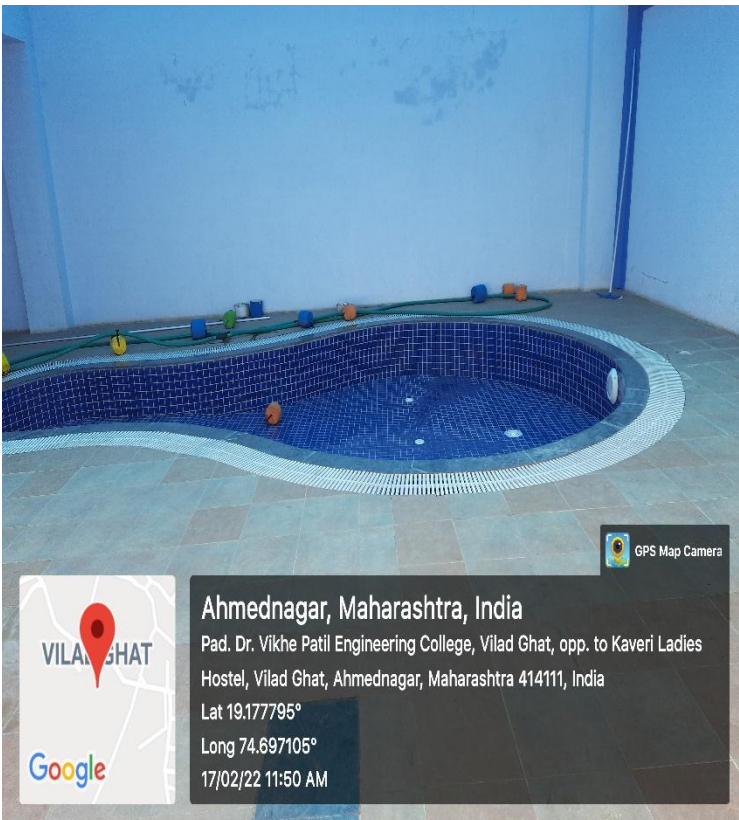 GPS Map Camera
VILAD GHAT
Google
Ahmednagar, Maharashtra, India
Pad. Dr. Vikhe Patil Engineering College, Vilad Ghat, opp. to Kaveri Ladies
Hostel, Vilad Ghat, Ahmednagar, Maharashtra 414111, India
Lat 19.177795°
Long 74.697105°
17/02/22 11:50 AM